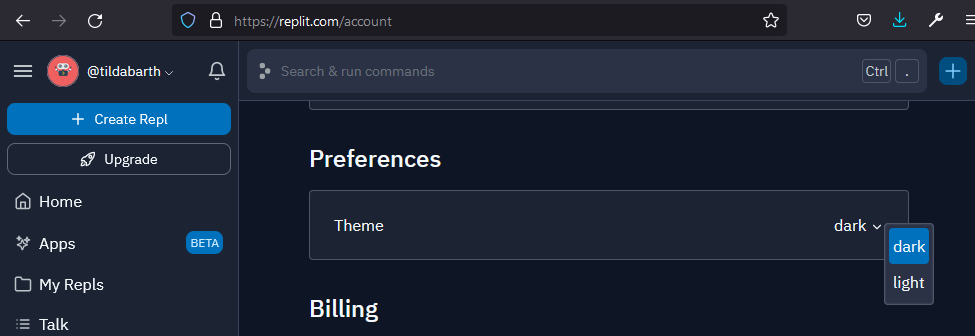 https://replit.com/account
@tildabarth
Search & run commands
Ctrl .
Create Repl
Upgrade
Home
Apps BETA
My Repls
Talk
Preferences
Theme dark
dark
light
Billing